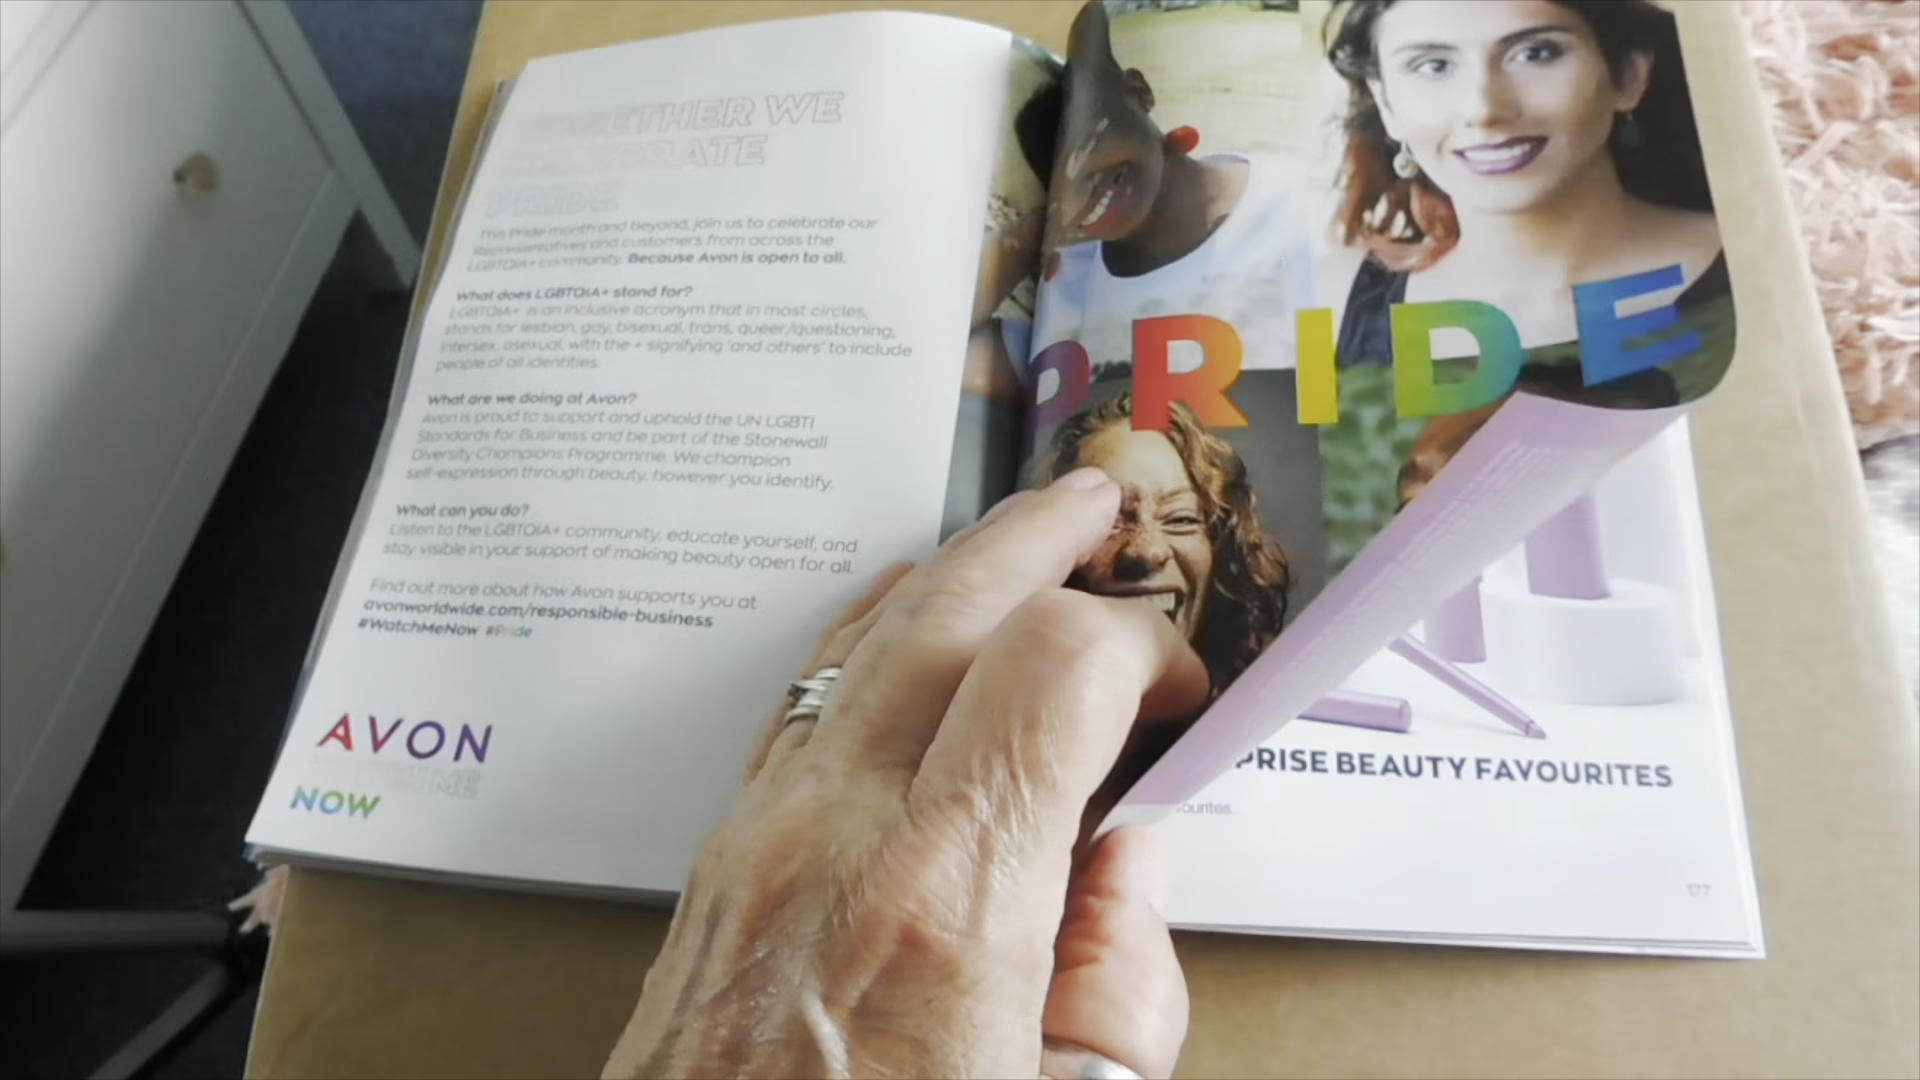 TOGETHER WE
CELEBRATE
PRIDE
This Pride month and beyond, join us to celebrate our
Representatives and customers from across the
LGBTQIA+ community. Because Avon is open to all.
What does LGBTQIA+ stand for?
LGBTQIA+ is an inclusive acronym that in most circles,
stands for lesbian, gay, bisexual, trans, queer/questioning,
intersex, asexual, with the + signifying 'and others' to include
people of all identities.
What are we doing at Avon?
Avon is proud to support and uphold the UN LGBTI
Standards for Business and be part of the Stonewall
Diversity Champions Programme. We champion
self-expression through beauty, however you identify.
What can you do?
Listen to the LGBTQIA+ community, educate yourself, and
stay visible in your support of making beauty open for all.
Find out more about how Avon supports you at
avonworldwide.com/responsible-business
#WatchMeNow #Pride
AVON
WATCH ME
NOW
PRIDE
PRISE BEAUTY FAVOURITES
vourites.
177